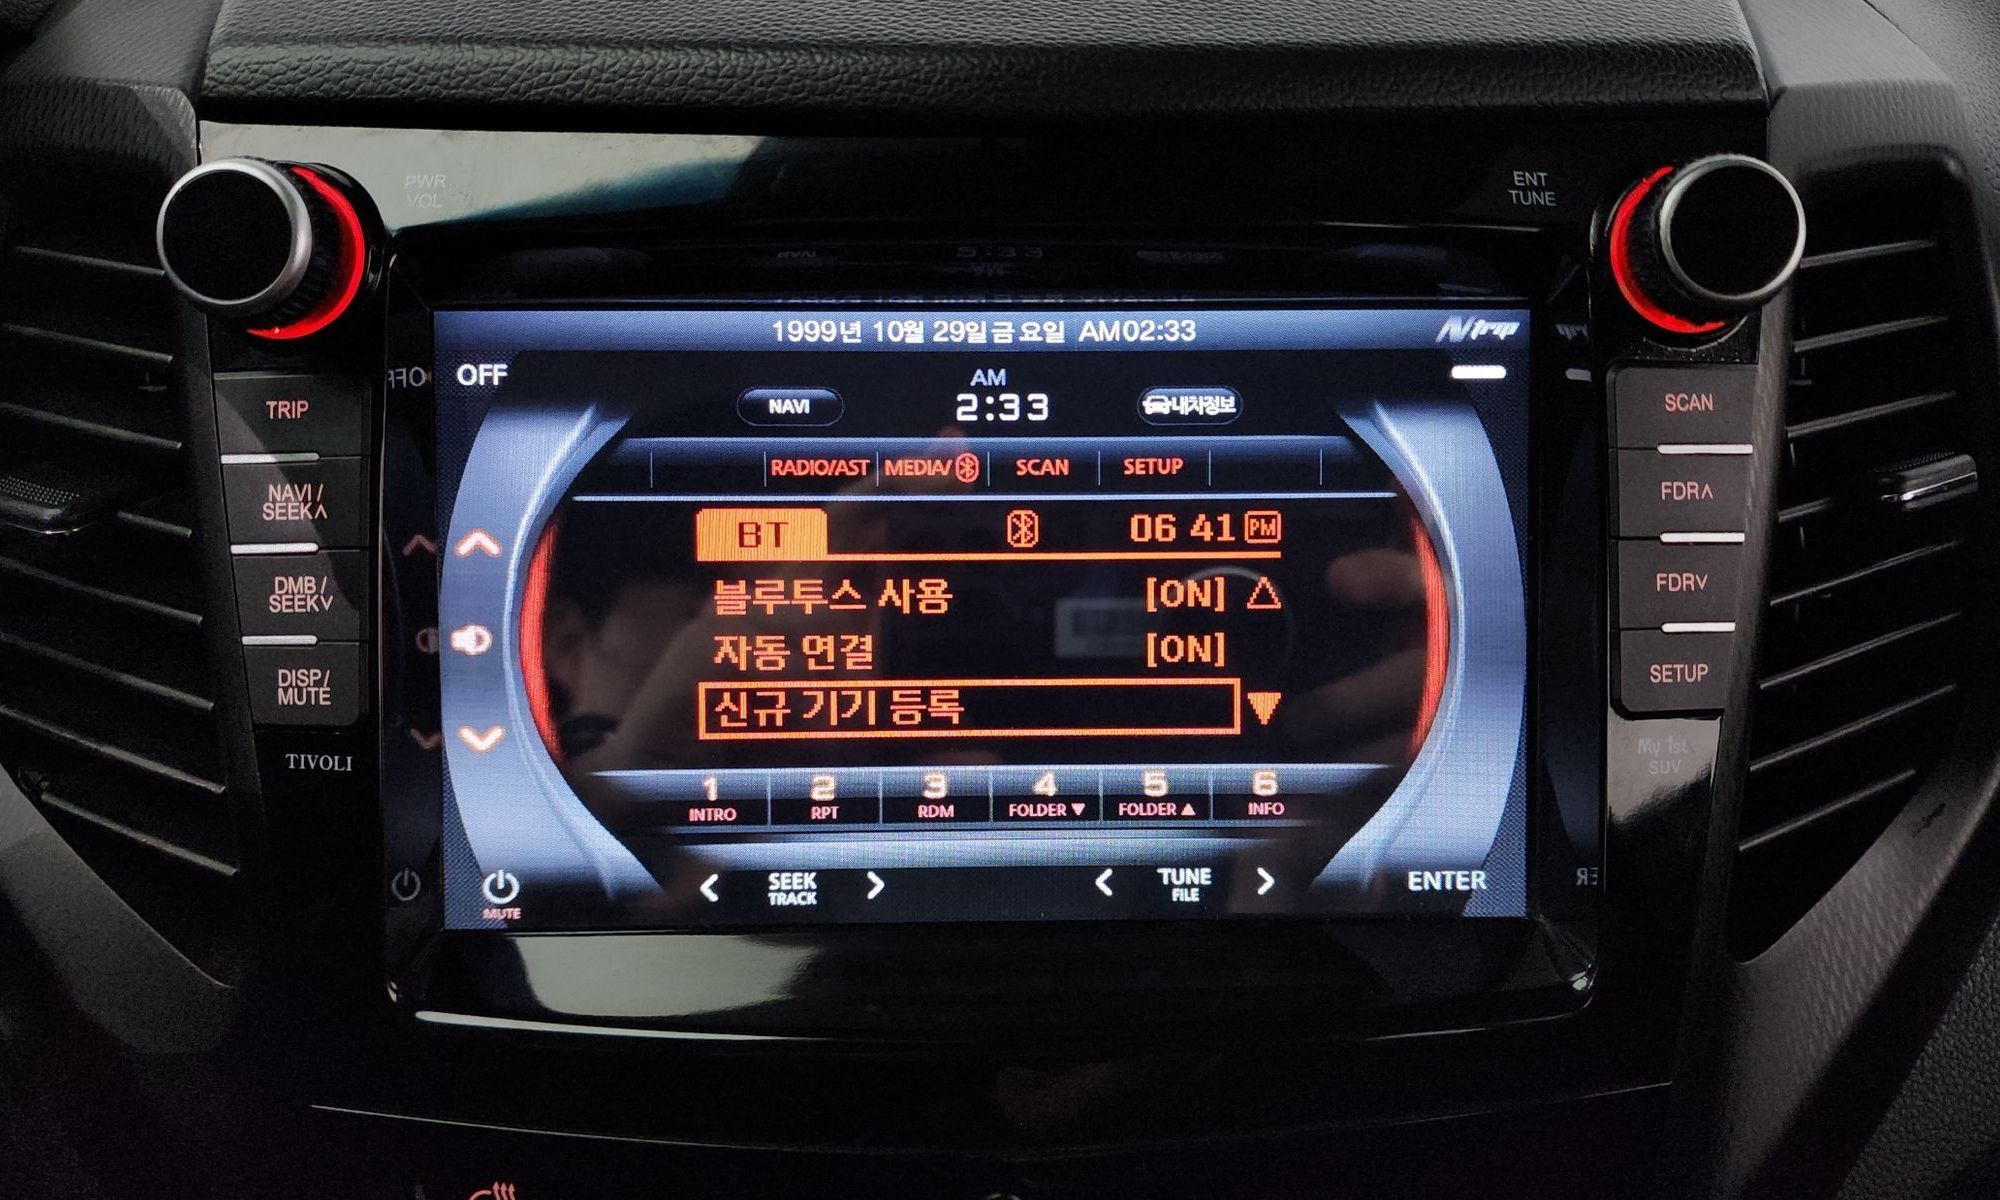 PWR
VOL
ENT
TUNE
1999년 10월 29일 금요일 AM02:33
Ntrip
OFF
AM
NAVI
2:33
내차정보
RADIO/AST MEDIA/ SCAN SETUP
BT 06 41 PM
블루투스 사용 [ON] △
자동 연결 [ON]
신규 기기 등록 ▼
1 2 3 4 5 6
INTRO RPT RDM FOLDER ▼ FOLDER ▲ INFO
MUTE
< SEEK >
TRACK
< TUNE >
FILE
ENTER
TRIP
NAVI /
SEEK∧
DMB /
SEEK∨
DISP/
MUTE
TIVOLI
SCAN
FDR∧
FDR∨
SETUP
My 1st
SUV